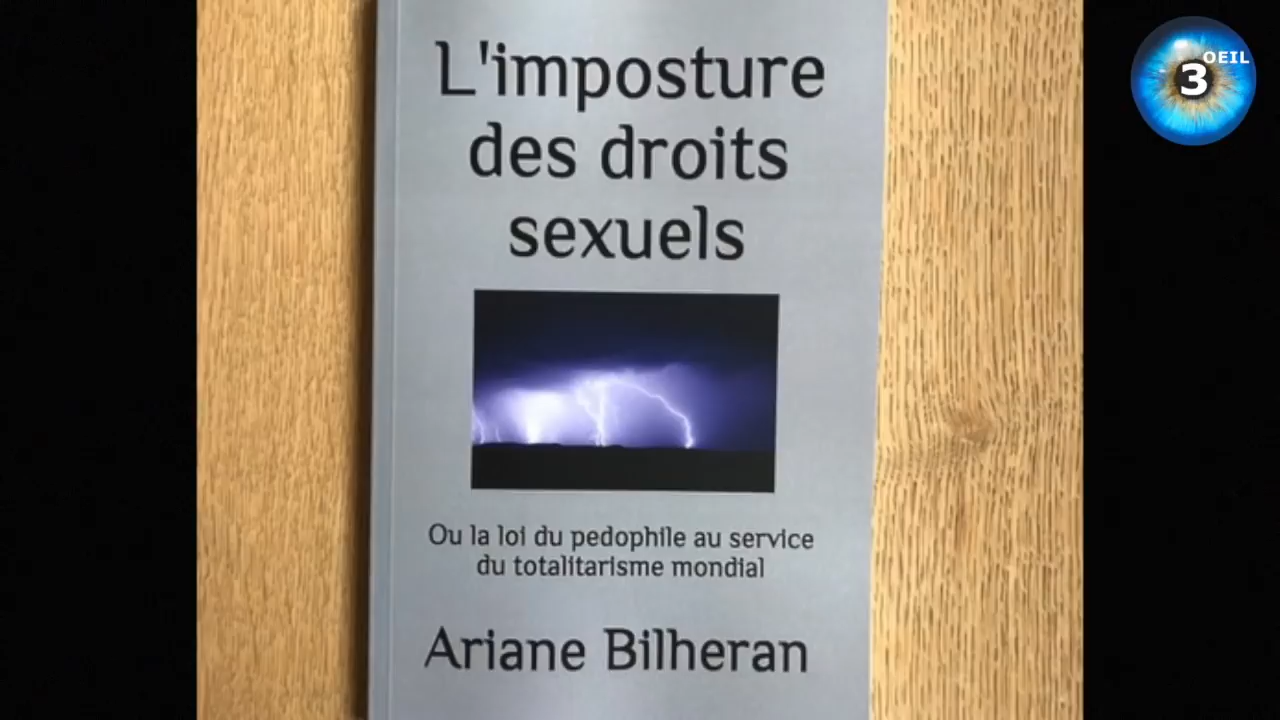 L'imposture
des droits
sexuels
Ou la loi du pedophile au service
du totalitarisme mondial
Ariane Bilheran
3
OEIL